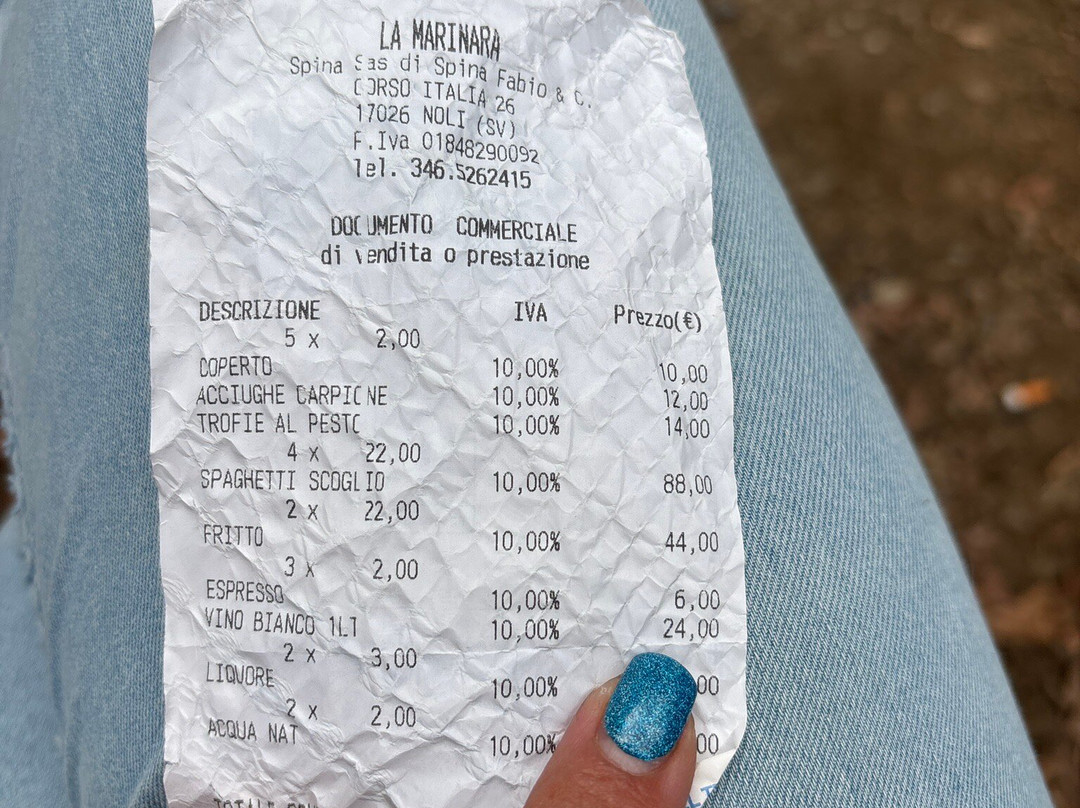 LA MARINARA
Spina Sas di Spina Fabio & C.
CORSO ITALIA 26
17026 NOLI (SV)
P.Iva 01848290092
Tel. 346.5262415
DOCUMENTO COMMERCIALE
di vendita o prestazione
DESCRIZIONE IVA Prezzo(€)
5 x 2,00
COPERTO 10,00% 10,00
ACCIUGHE CARPIONE 10,00% 12,00
TROFIE AL PESTO 10,00% 14,00
4 x 22,00
SPAGHETTI SCOGLIO 10,00% 88,00
2 x 22,00
FRITTO 10,00% 44,00
3 x 2,00
ESPRESSO 10,00% 6,00
VINO BIANCO 1LT 10,00% 24,00
2 x 3,00
LIQUORE 10,00% 00
2 x 2,00
ACQUA NAT 10,00% 00